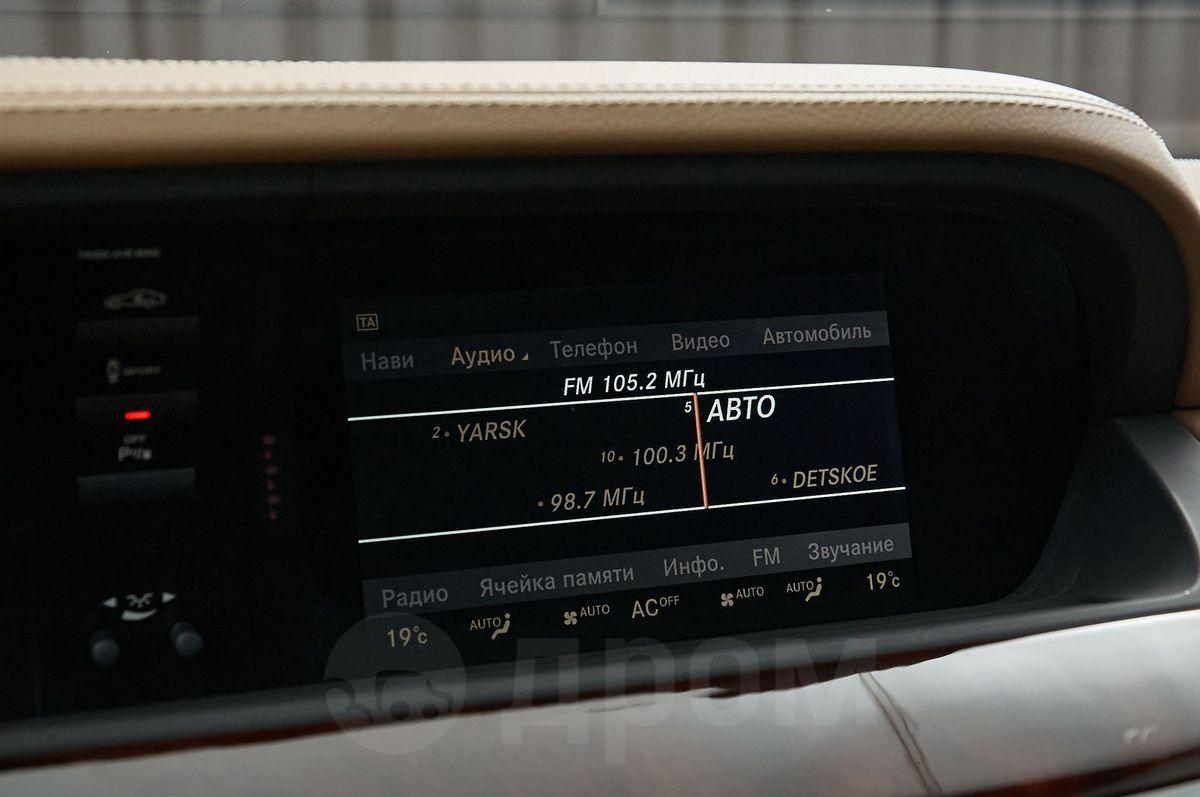 TA
Нави Аудио Телефон Видео Автомобиль
FM 105.2 МГц
5 АВТО
2• YARSK
10• 100.3 МГц
6• DETSKOE
• 98.7 МГц
Радио Ячейка памяти Инфо. FM Звучание
19°c AUTO AUTO AC OFF AUTO AUTO 19°c
SPORT
OFF
дром